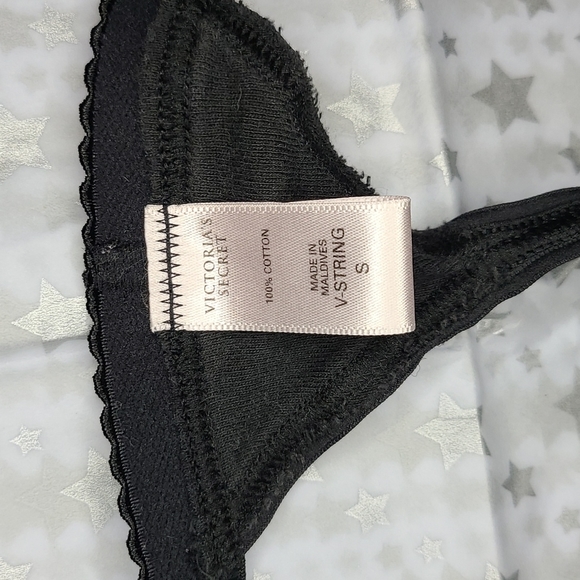 VICTORIA'S
SECRET
100% COTTON
MADE IN
MALDIVES
V-STRING
S